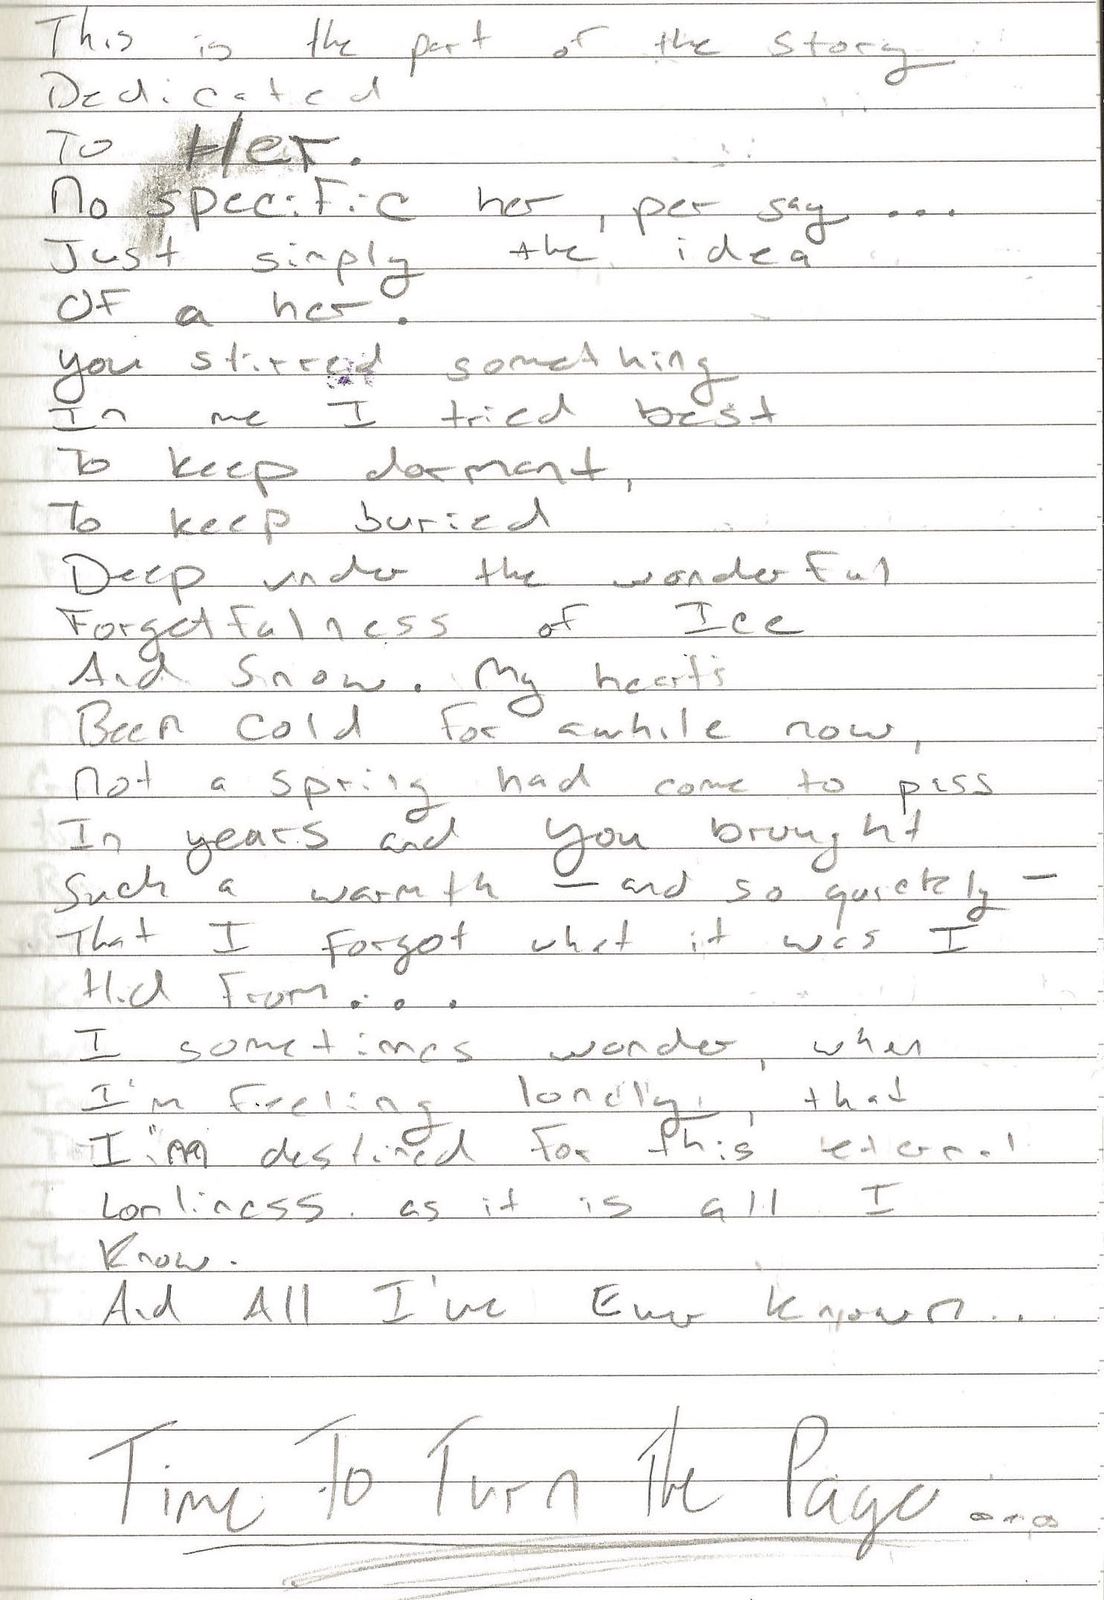 This is the part of the story
Dedicated
To Her.
No specific her, per say ...
Just simply the idea
Of a her.
you stirred something
In me I tried best
To keep dormant,
To keep buried
Deep under the wonderful
Forgetfulness of Ice
And Snow. My heart's
Been cold for awhile now,
Not a spring had come to pass
In years and you brought
Such a warmth — and so quickly —
That I forgot what it was I
Hid From...
I sometimes wonder, when
I'm feeling lonely, that
I'm destined for this eternal
Lonliness. as it is all I
Know.
And All I've Ever Known...
Time To Turn The Page ...